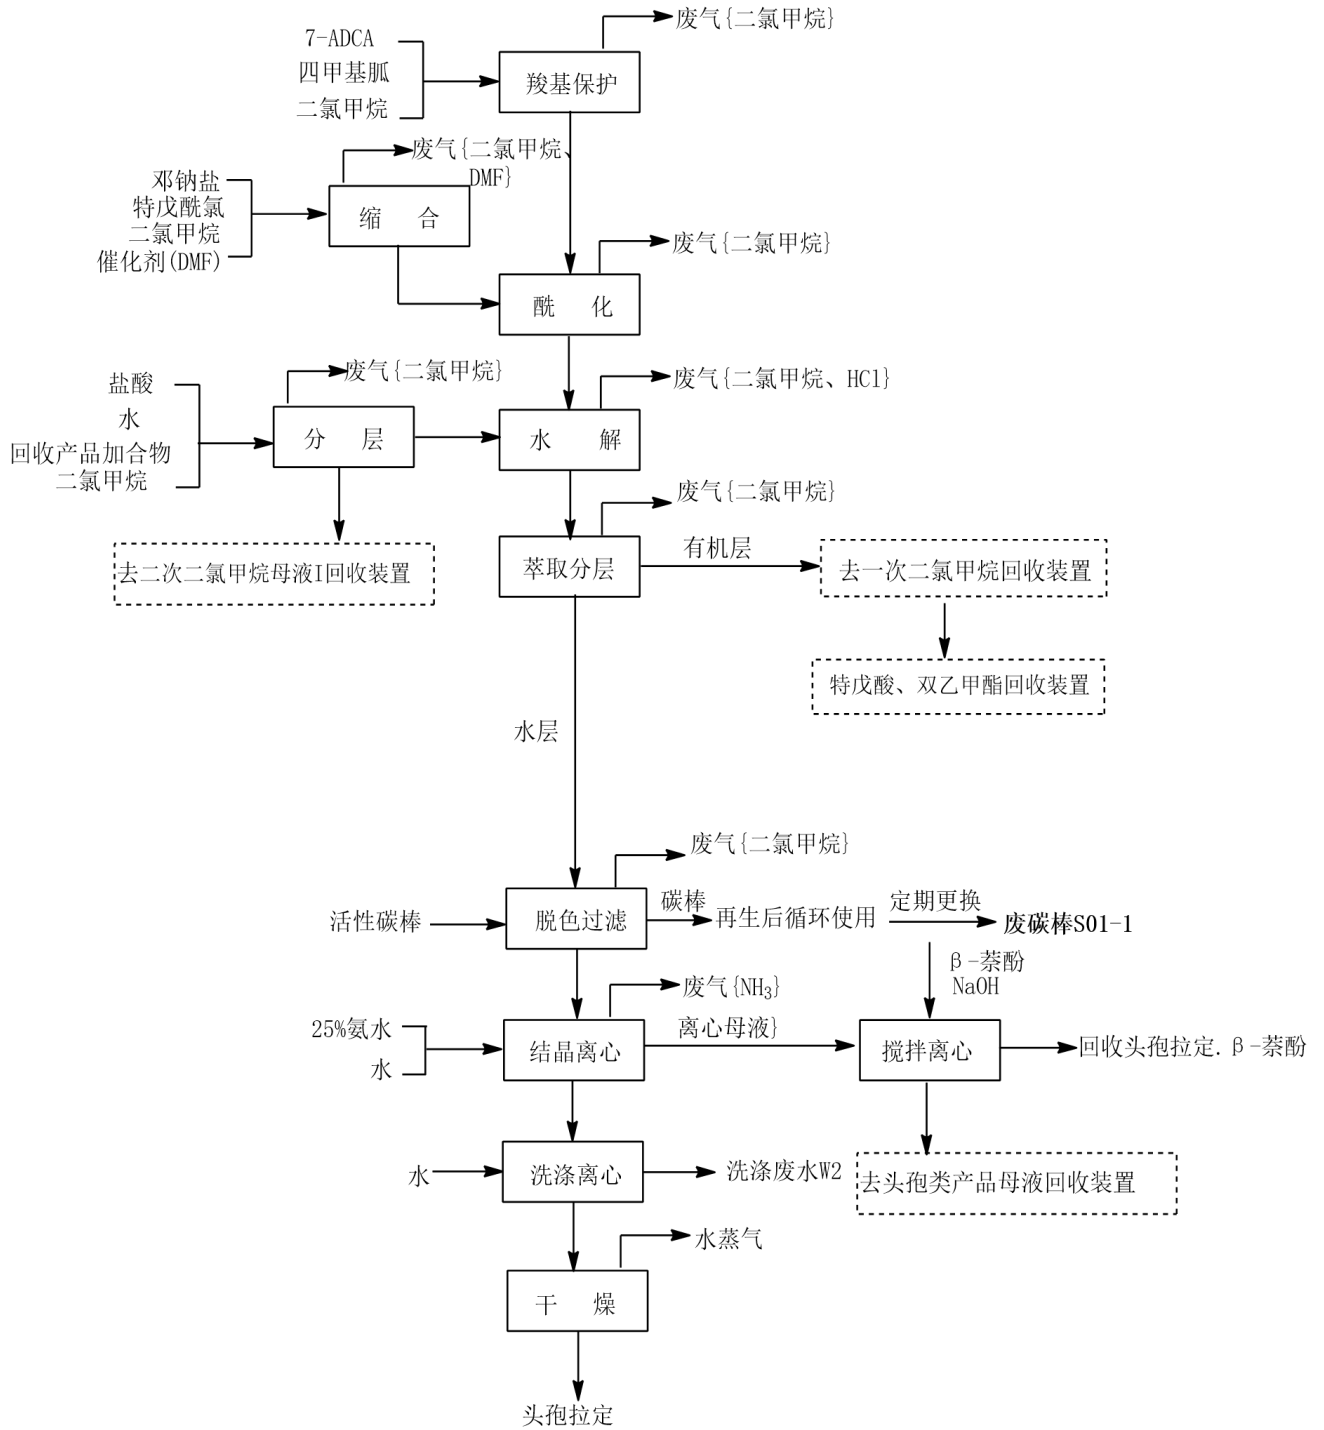 废气{二氯甲烷}
7-ADCA
四甲基胍
二氯甲烷
羧基保护
废气{二氯甲烷、
DMF}
邓钠盐
特戊酰氯
二氯甲烷
催化剂(DMF)
缩 合
废气{二氯甲烷}
酰 化
废气{二氯甲烷}
盐酸
水
回收产品加合物
二氯甲烷
分 层
废气{二氯甲烷、HCl}
水 解
废气{二氯甲烷}
萃取分层
有机层
去一次二氯甲烷回收装置
去二次二氯甲烷母液I回收装置
特戊酸、双乙甲酯回收装置
水层
废气{二氯甲烷}
活性碳棒
脱色过滤
碳棒
再生后循环使用
定期更换
废碳棒S01-1
β-萘酚
NaOH
废气{NH₃}
25%氨水
水
结晶离心
离心母液}
搅拌离心
回收头孢拉定.β-萘酚
水
洗涤离心
洗涤废水W2
去头孢类产品母液回收装置
水蒸气
干 燥
头孢拉定